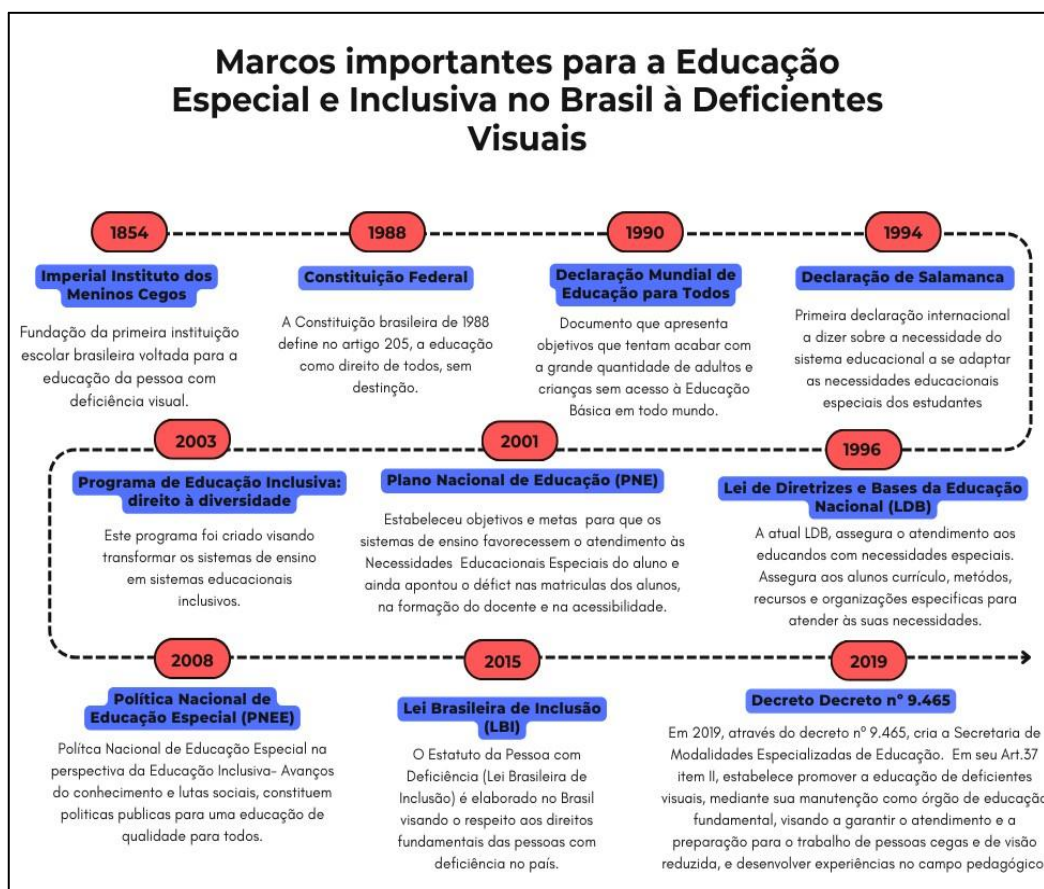 Marcos importantes para a Educação
Especial e Inclusiva no Brasil à Deficientes
Visuais
1854
Imperial Instituto dos
Meninos Cegos
Fundação da primeira instituição
escolar brasileira voltada para a
educação da pessoa com
deficiência visual.
1988
Constituição Federal
A Constituição brasileira de 1988
define no artigo 205, a educação
como direito de todos, sem
destinção.
1990
Declaração Mundial de
Educação para Todos
Documento que apresenta
objetivos que tentam acabar com
a grande quantidade de adultos e
crianças sem acesso à Educação
Básica em todo mundo.
1994
Declaração de Salamanca
Primeira declaração internacional
a dizer sobre a necesidade do
sistema educacional a se adaptar
as necessidades educacionais
especiais dos estudantes
1996
Lei de Diretrizes e Bases da Educação
Nacional (LDB)
A atual LDB, assegura o atendimento aos
educandos com necessidades especiais.
Assegura aos alunos currículo, metódos,
recursos e organizações especificas para
atender às suas necessidades.
2001
Plano Nacional de Educação (PNE)
Estabeleceu objetivos e metas para que os
sistemas de ensino favorecessem o atendimento às
Necessidades Educacionais Especiais do aluno e
ainda apontou o défict nas matriculas dos alunos,
na formação do docente e na acessibilidade.
2003
Programa de Educação Inclusiva:
direito à diversidade
Este programa foi criado visando
transformar os sistemas de ensino
em sistemas educacionais
inclusivos.
2008
Política Nacional de
Educação Especial (PNEE)
Polítca Nacional de Educação Especial na
perspectiva da Educação Inclusiva- Avanços
do conhecimento e lutas sociais, constituem
politicas publicas para uma educação de
qualidade para todos.
2015
Lei Brasileira de Inclusão
(LBI)
O Estatuto da Pessoa com
Deficiência (Lei Brasileira de
Inclusão) é elaborado no Brasil
visando o respeito aos direitos
fundamentais das pessoas com
deficiência no país.
2019
Decreto Decreto nº 9.465
Em 2019, através do decreto nº 9.465, cria a Secretaria de
Modalidades Especializadas de Educação. Em seu Art.37
item II, estabelece promover a educação de deficientes
visuais, mediante sua manutenção como órgão de educação
fundamental, visando a garantir o atendimento e a
preparação para o trabalho de pessoas cegas e de visão
reduzida, e desenvolver experiências no campo pedagógico